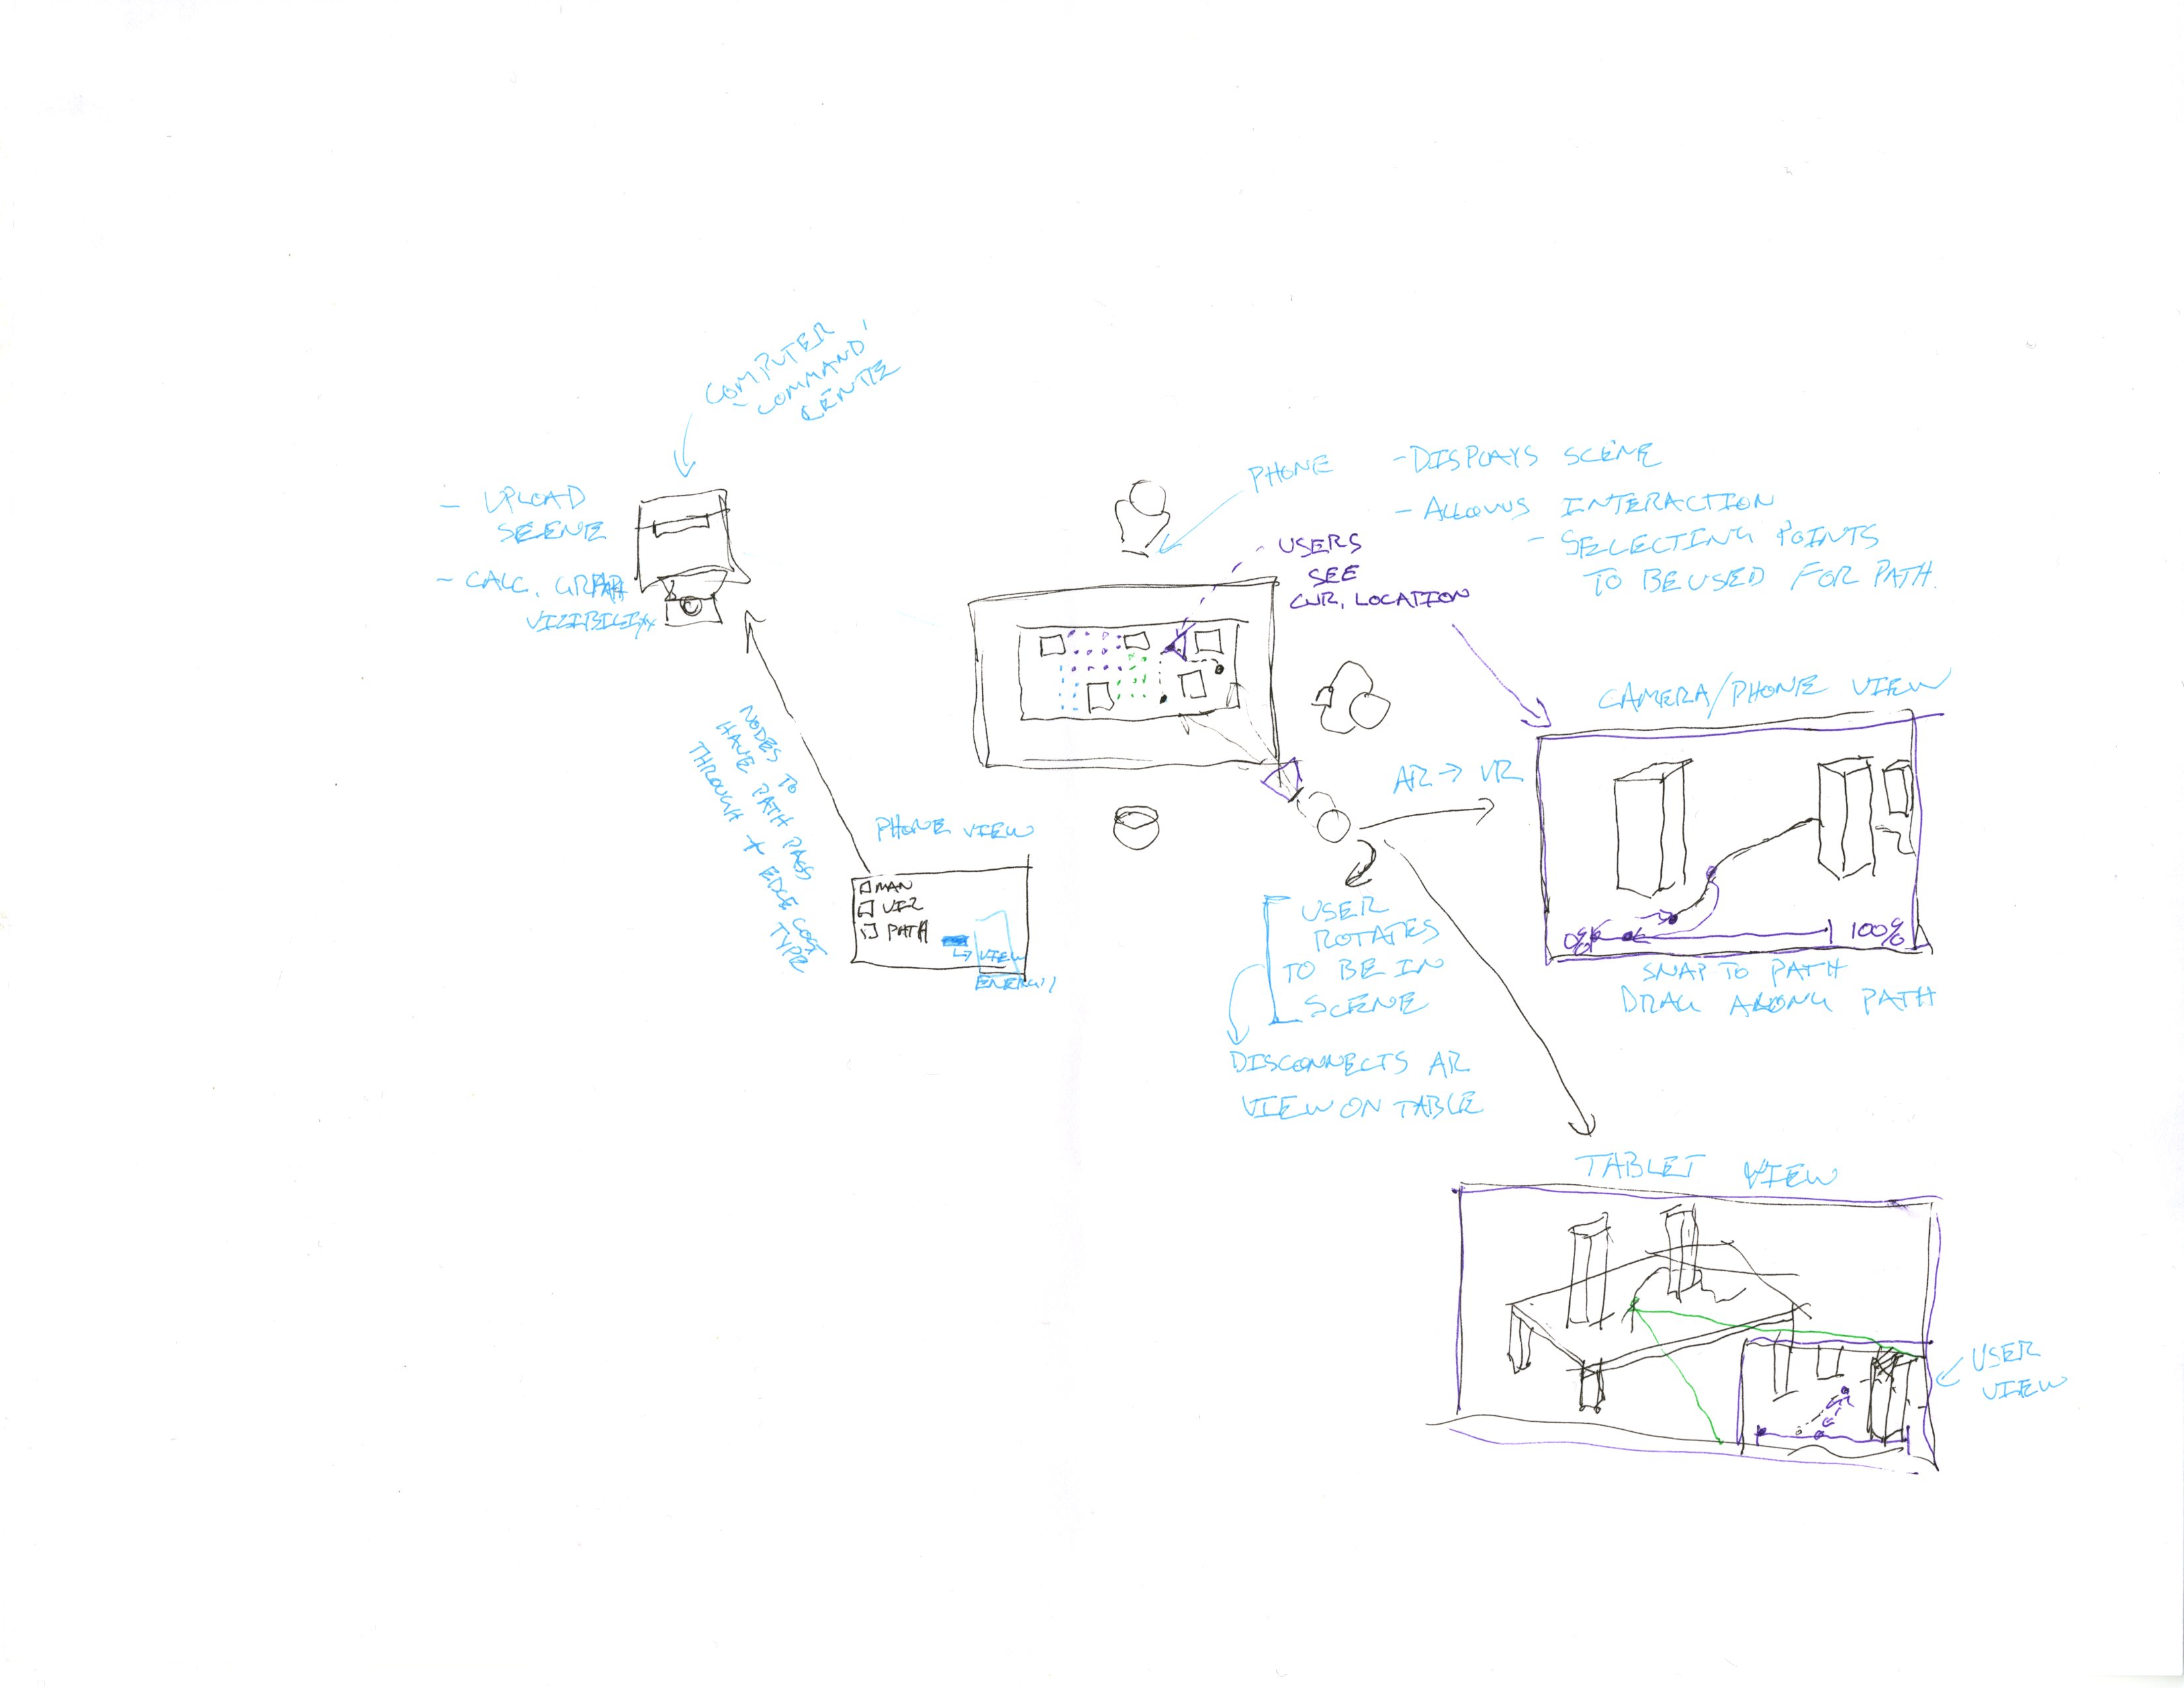 COMPUTER
COMMAND
CENTRE
- UPLOAD
SCENE
- CALC. GRAPH
VIZIBILITY
PHONE
- DISPLAYS SCENE
- ALLOWS INTERACTION
- SELECTING POINTS
TO BE USED FOR PATH.
- USERS
SEE
CUR. LOCATION
CAMERA/PHONE VIEW
0%
100%
SNAP TO PATH
DRAG ALONG PATH
AR → VR
NODES TO
HAVE PATH PASS
THROUGH + EDGE COST
TYPE
PHONE VIEW
MAN
VIZ
PATH
↳ VIEW
ENERGY
USER
ROTATES
TO BE IN
SCENE
DISCONNECTS AR
VIEW ON TABLE
TABLET VIEW
USER
VIEW